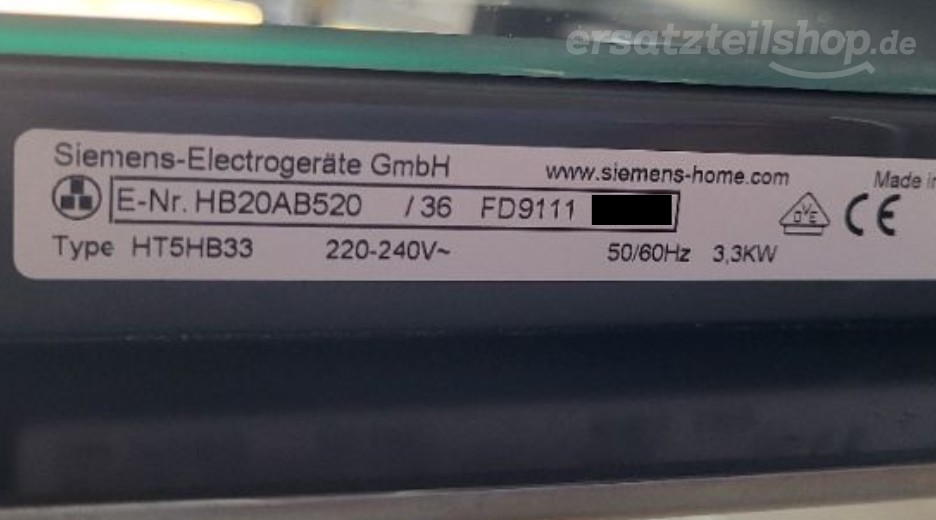 ersatzteilshop.de
Siemens-Electrogeräte GmbH www.siemens-home.com Made in
E-Nr. HB20AB520 / 36 FD9111 DVE CE
Type HT5HB33 220-240V~ 50/60Hz 3,3KW